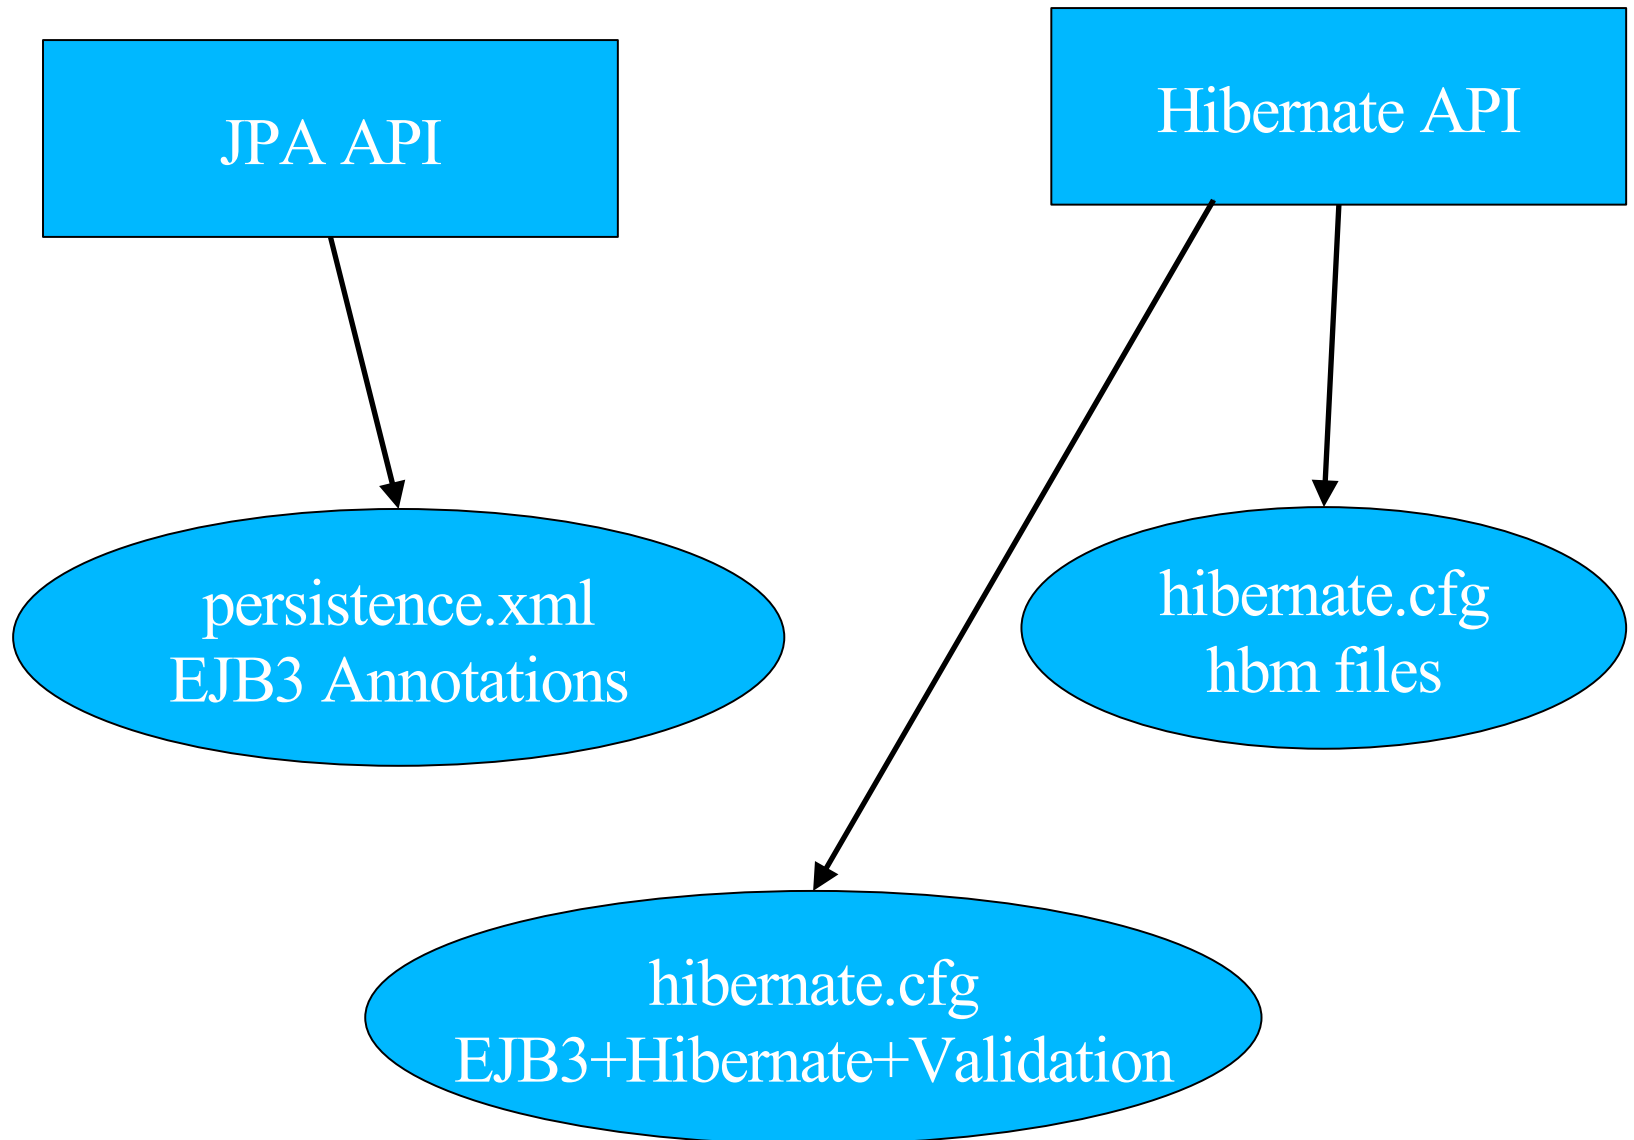 JPA API
Hibernate API
persistence.xml
EJB3 Annotations
hibernate.cfg
hbm files
hibernate.cfg
EJB3+Hibernate+Validation